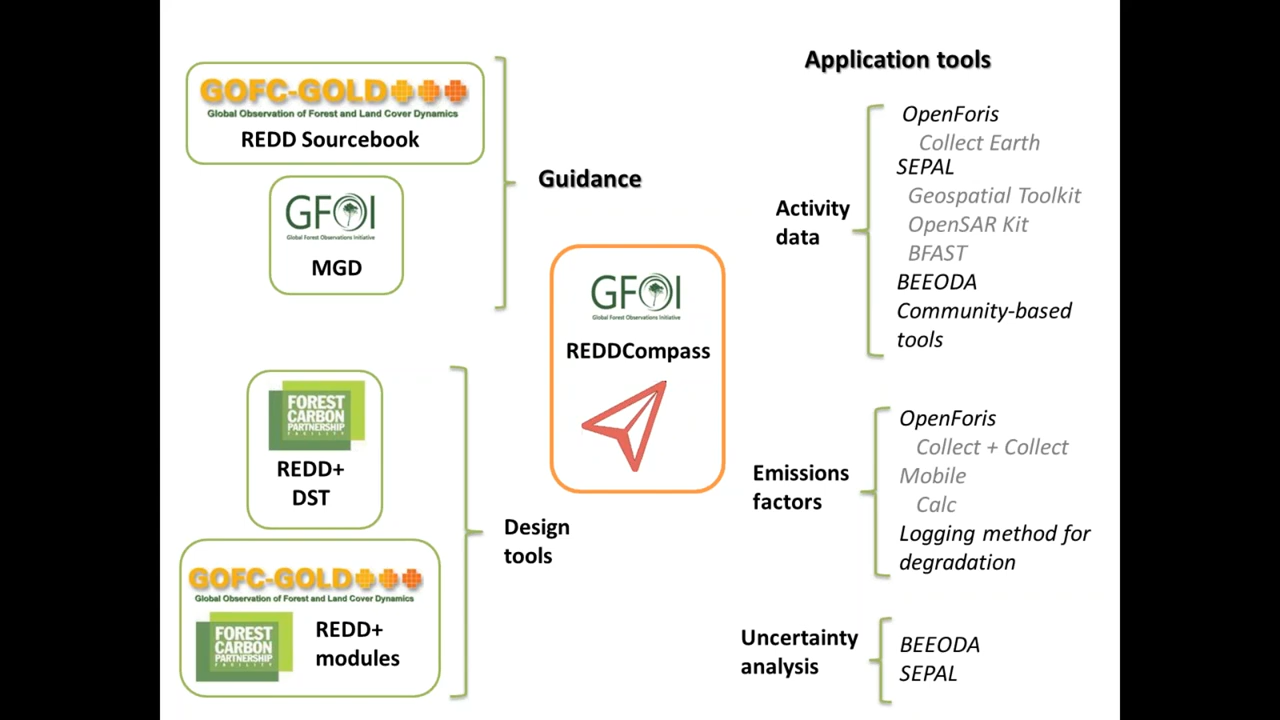 GOFC-GOLD
Global Observation of Forest and Land Cover Dynamics
REDD Sourcebook
GFOI
Global Forest Observations Initiative
MGD
Guidance
FOREST
CARBON
PARTNERSHIP
FACILITY
REDD+
DST
GOFC-GOLD
Global Observation of Forest and Land Cover Dynamics
FOREST
CARBON
PARTNERSHIP
FACILITY
REDD+
modules
Design
tools
GFOI
Global Forest Observations Initiative
REDDCompass
Application tools
Activity
data
OpenForis
Collect Earth
SEPAL
Geospatial Toolkit
OpenSAR Kit
BFAST
BEEODA
Community-based
tools
Emissions
factors
OpenForis
Collect + Collect
Mobile
Calc
Logging method for
degradation
Uncertainty
analysis
BEEODA
SEPAL